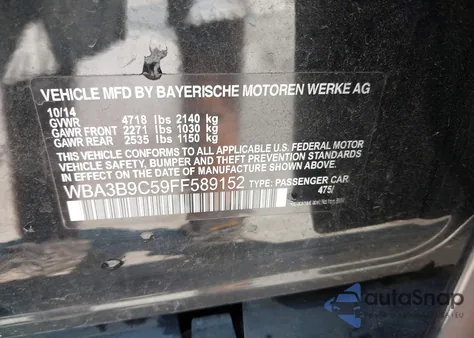 VEHICLE MFD BY BAYERISCHE MOTOREN WERKE AG
10/14
GVWR 4718 lbs 2140 kg
GAWR FRONT 2271 lbs 1030 kg
GAWR REAR 2535 lbs 1150 kg
THIS VEHICLE CONFORMS TO ALL APPLICABLE U.S. FEDERAL MOTOR
VEHICLE SAFETY, BUMPER AND THEFT PREVENTION STANDARDS
IN EFFECT ON THE DATE OF MANUFACTURE SHOWN ABOVE.
WBA3B9C59FF589152 TYPE: PASSENGER CAR
475/
autoSnap